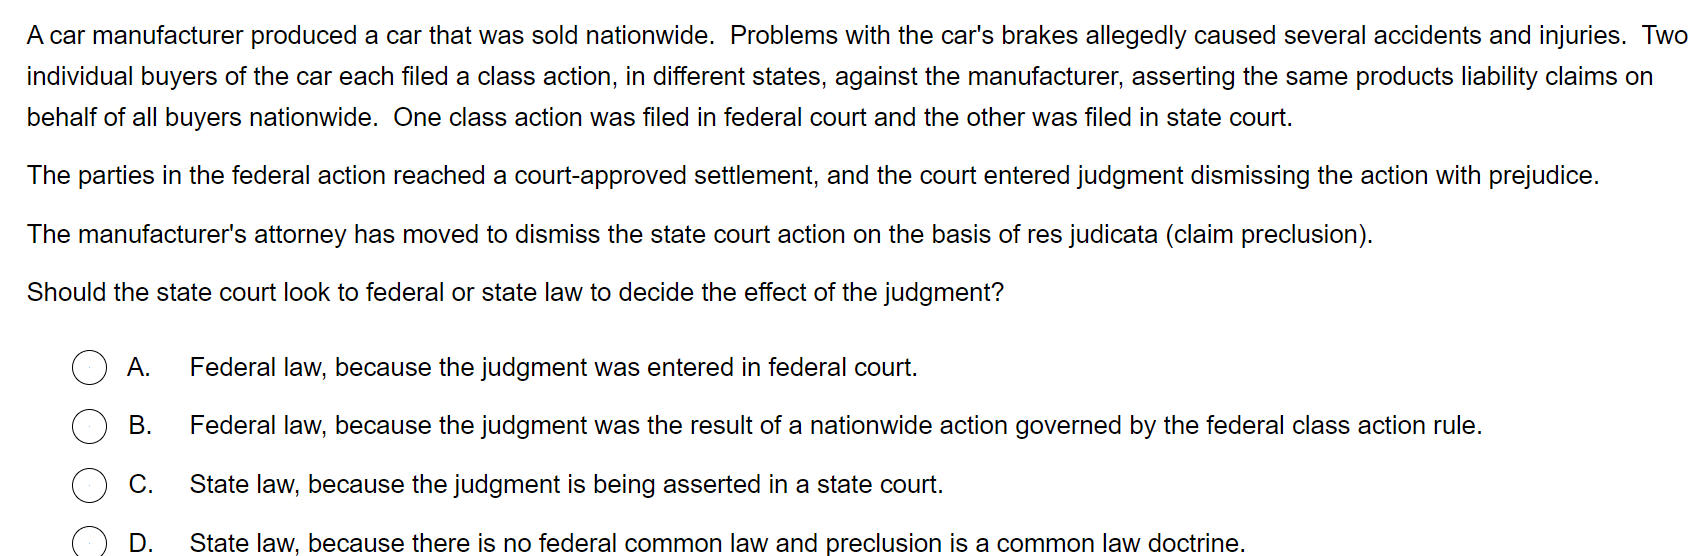 A car manufacturer produced a car that was sold nationwide.  Problems with the car's brakes allegedly caused several accidents and injuries.  Two
individual buyers of the car each filed a class action, in different states, against the manufacturer, asserting the same products liability claims on
behalf of all buyers nationwide.  One class action was filed in federal court and the other was filed in state court.
The parties in the federal action reached a court-approved settlement, and the court entered judgment dismissing the action with prejudice.
The manufacturer's attorney has moved to dismiss the state court action on the basis of res judicata (claim preclusion).
Should the state court look to federal or state law to decide the effect of the judgment?
A. Federal law, because the judgment was entered in federal court.
B. Federal law, because the judgment was the result of a nationwide action governed by the federal class action rule.
C. State law, because the judgment is being asserted in a state court.
D. State law, because there is no federal common law and preclusion is a common law doctrine.